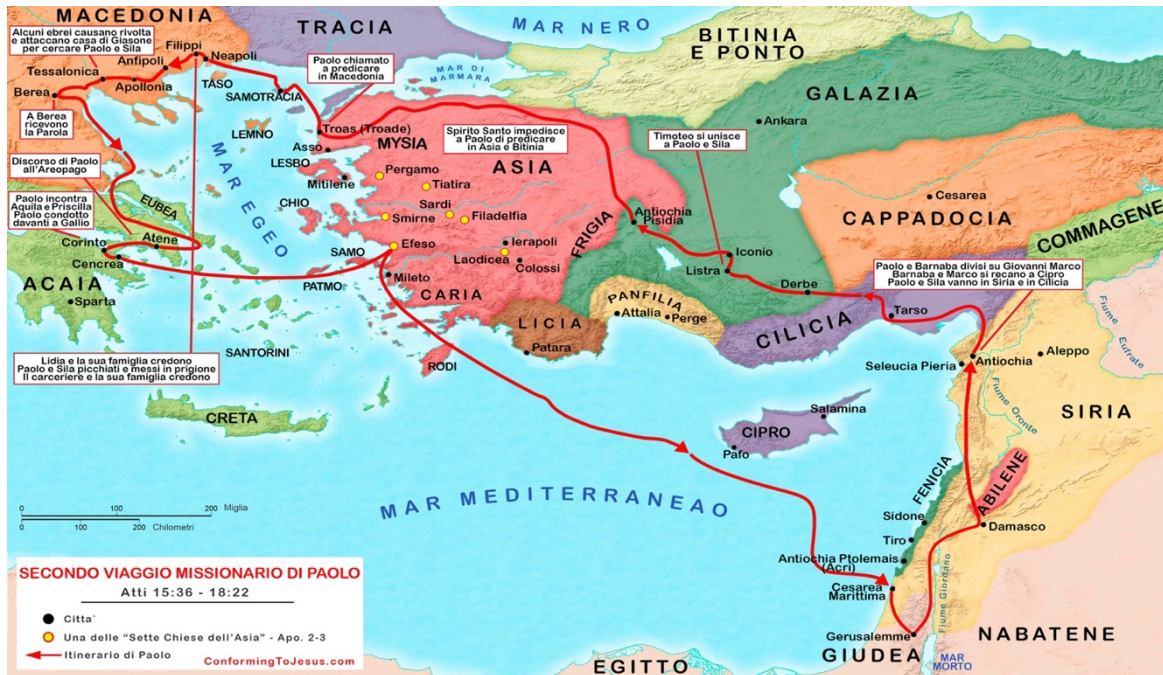 MACEDONIA
TRACIA
MAR NERO
BITINIA
E PONTO
Alcuni ebrei causano rivolta
e attaccano casa di Giasone
per cercare Paolo e Sila
Filippi
Neapoli
Anfipoli
Tessalonica
Apollonia
Berea
TASO
SAMOTRACIA
Paolo chiamato
a predicare
in Macedonia
MAR DI
MARMARA
GALAZIA
Ankara
A Berea
ricevono
la Parola
LEMNO
Troas (Troade)
MYSIA
Asso
LESBO
Mitilene
Spirito Santo impedisce
a Paolo di predicare
in Asia e Bitinia
Timoteo si unisce
a Paolo e Sila
ASIA
Discorso di Paolo
all'Areopago
MAR EGEO
Pergamo
Tiatira
Sardi
Smirne
Filadelfia
CHIO
EUBEA
Paolo incontra
Aquila e Priscilla
Paolo condotto
davanti a Gallio
Antiochia
Pisidia
FRIGIA
Cesarea
CAPPADOCIA
COMMAGENE
Corinto
Atene
Cencrea
SAMO
Efeso
Ierapoli
Laodicea
Colossi
Iconio
Listra
Derbe
ACAIA
Sparta
PATMO
Mileto
CARIA
PANFILIA
Attalia
Perge
LICIA
Patara
CILICIA
Tarso
Paolo e Barnaba divisi su Giovanni Marco
Barnaba e Marco si recano a Cipro
Paolo e Sila vanno in Siria e in Cilicia
Fiume
Eufrate
SANTORINI
RODI
Lidia e la sua famiglia credono
Paolo e Sila picchiati e messi in prigione
Il carceriere e la sua famiglia credono
Seleucia Pieria
Antiochia
Aleppo
Fiume Oronte
SIRIA
CRETA
Salamina
CIPRO
Pafo
MAR MEDITERRANEAO
FENICIA
ABILENE
Sidone
Damasco
Tiro
Antiochia Ptolemais
(Acri)
Cesarea
Marittima
Fiume Giordano
Gerusalemme
GIUDEA
MAR
MORTO
NABATENE
EGITTO
0 100 200 Miglia
0 100 200 Chilometri
SECONDO VIAGGIO MISSIONARIO DI PAOLO
Atti 15:36 - 18:22
Citta`
Una delle "Sette Chiese dell'Asia" - Apo. 2-3
Itinerario di Paolo
ConformingToJesus.com